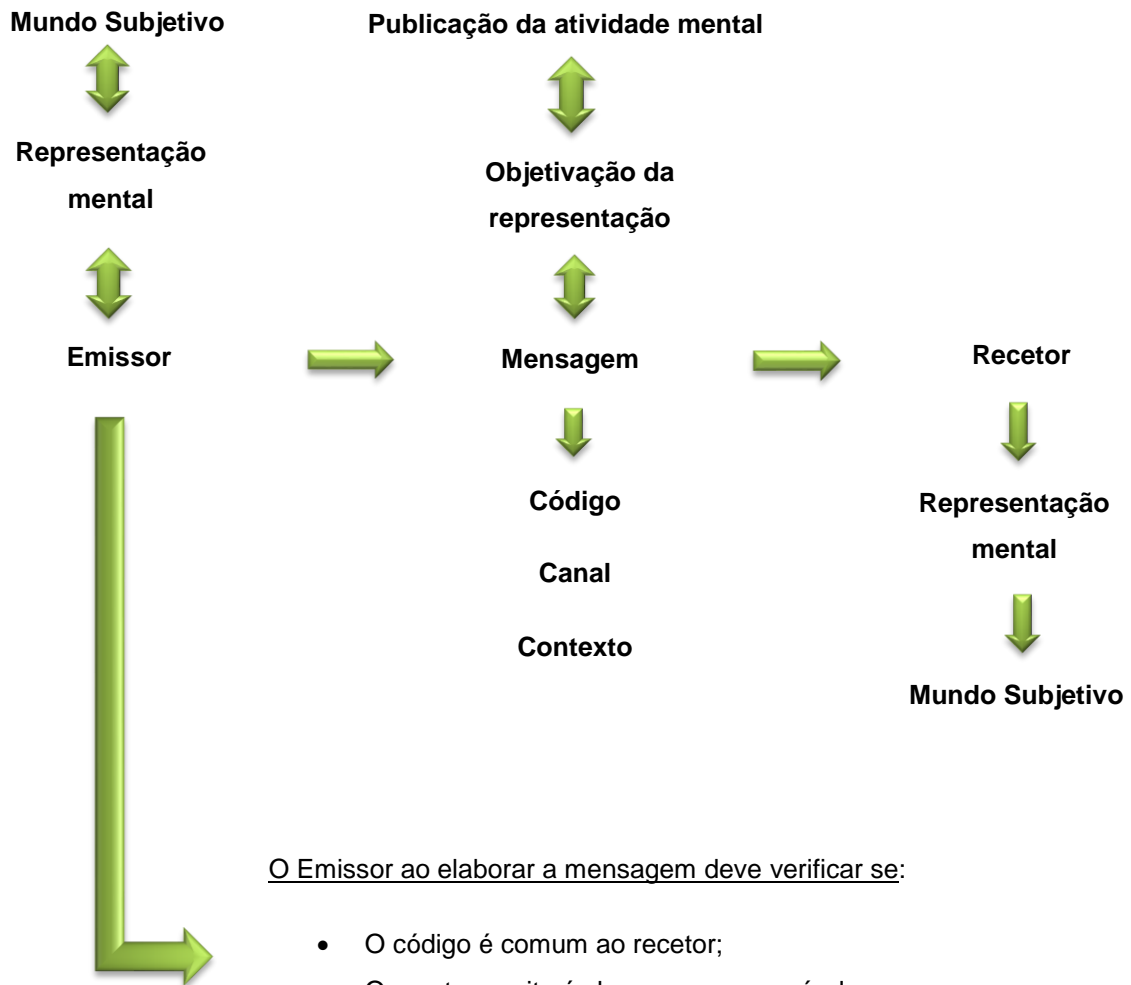 Mundo Subjetivo
Publicação da atividade mental
Representação
mental
Objetivação da
representação
Emissor
Mensagem
Recetor
Código
Representação
mental
Canal
Contexto
Mundo Subjetivo
O Emissor ao elaborar a mensagem deve verificar se:
• O código é comum ao recetor;